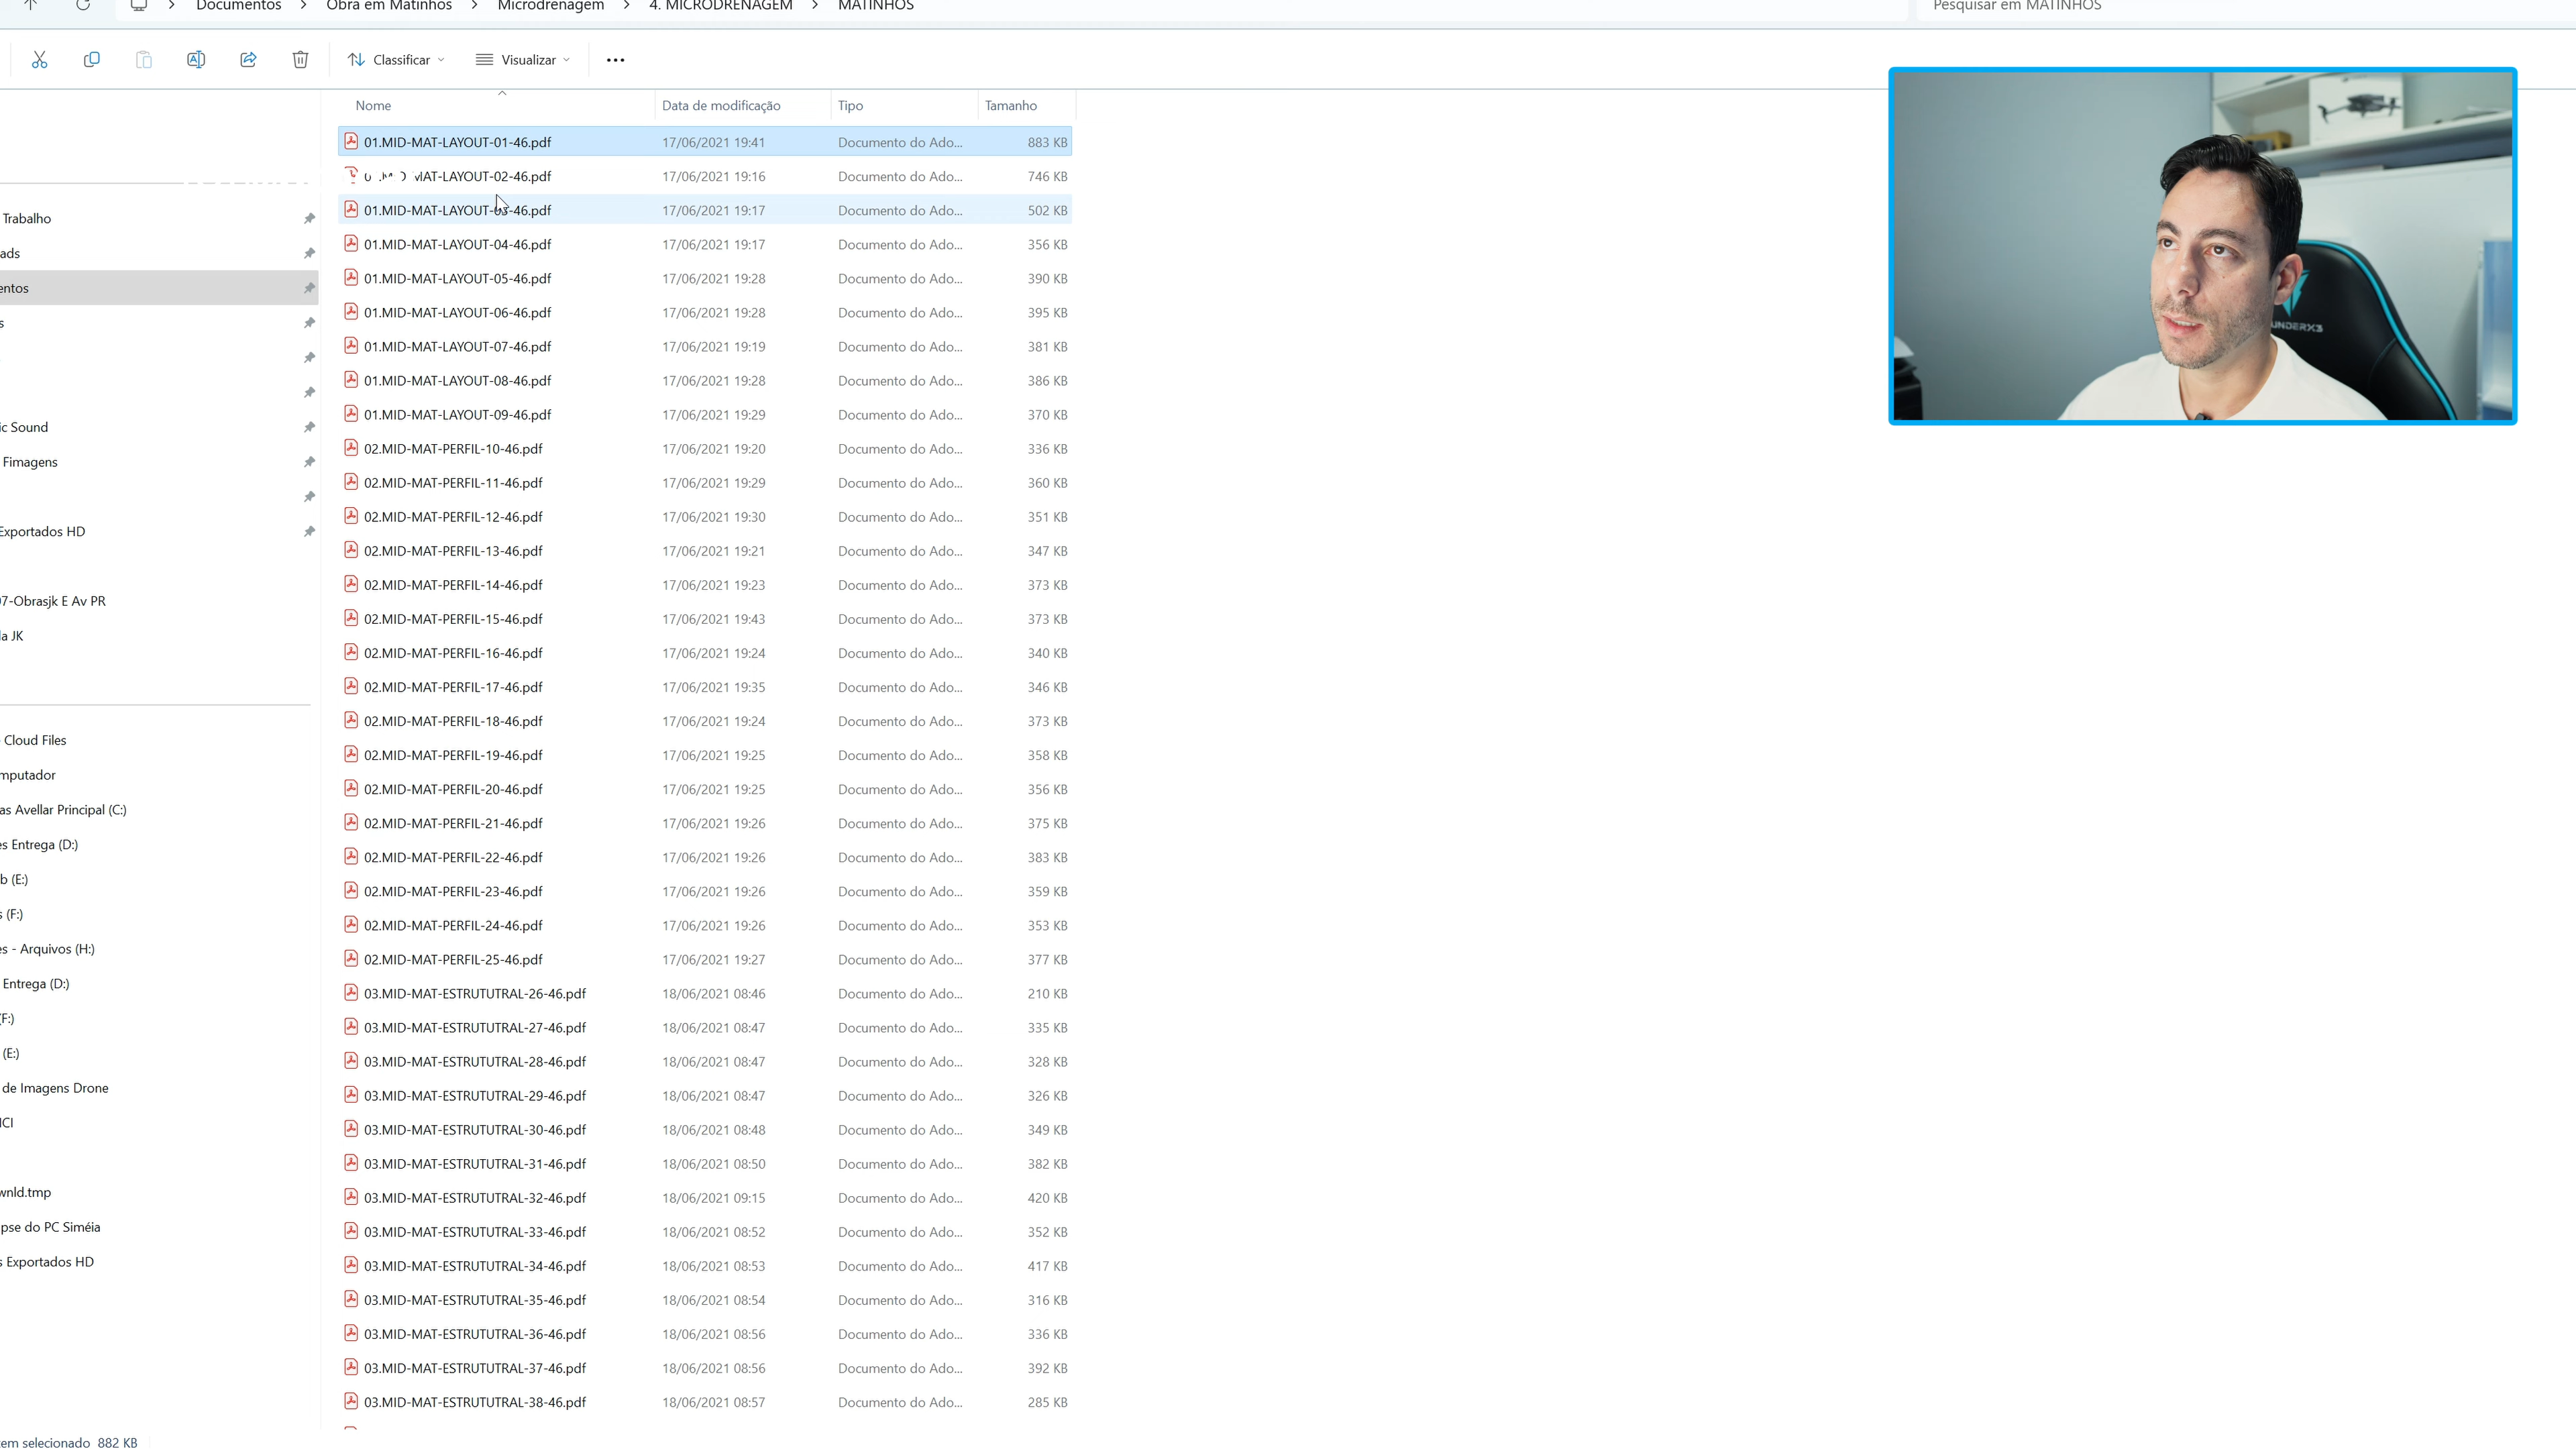 Documentos > Obra em Matinhos > Microdrenagem > 4. MICRODRENAGEM > MATINHOS
Pesquisar em MATINHOS
Classificar
Visualizar
Nome Data de modificação Tipo Tamanho
01.MID-MAT-LAYOUT-01-46.pdf 17/06/2021 19:41 Documento do Ado... 883 KB
MAT-LAYOUT-02-46.pdf 17/06/2021 19:16 Documento do Ado... 746 KB
01.MID-MAT-LAYOUT-03-46.pdf 17/06/2021 19:17 Documento do Ado... 502 KB
01.MID-MAT-LAYOUT-04-46.pdf 17/06/2021 19:17 Documento do Ado... 356 KB
01.MID-MAT-LAYOUT-05-46.pdf 17/06/2021 19:28 Documento do Ado... 390 KB
01.MID-MAT-LAYOUT-06-46.pdf 17/06/2021 19:28 Documento do Ado... 395 KB
01.MID-MAT-LAYOUT-07-46.pdf 17/06/2021 19:19 Documento do Ado... 381 KB
01.MID-MAT-LAYOUT-08-46.pdf 17/06/2021 19:28 Documento do Ado... 386 KB
01.MID-MAT-LAYOUT-09-46.pdf 17/06/2021 19:29 Documento do Ado... 370 KB
02.MID-MAT-PERFIL-10-46.pdf 17/06/2021 19:20 Documento do Ado... 336 KB
02.MID-MAT-PERFIL-11-46.pdf 17/06/2021 19:29 Documento do Ado... 360 KB
02.MID-MAT-PERFIL-12-46.pdf 17/06/2021 19:30 Documento do Ado... 351 KB
02.MID-MAT-PERFIL-13-46.pdf 17/06/2021 19:21 Documento do Ado... 347 KB
02.MID-MAT-PERFIL-14-46.pdf 17/06/2021 19:23 Documento do Ado... 373 KB
02.MID-MAT-PERFIL-15-46.pdf 17/06/2021 19:43 Documento do Ado... 373 KB
02.MID-MAT-PERFIL-16-46.pdf 17/06/2021 19:24 Documento do Ado... 340 KB
02.MID-MAT-PERFIL-17-46.pdf 17/06/2021 19:35 Documento do Ado... 346 KB
02.MID-MAT-PERFIL-18-46.pdf 17/06/2021 19:24 Documento do Ado... 373 KB
02.MID-MAT-PERFIL-19-46.pdf 17/06/2021 19:25 Documento do Ado... 358 KB
02.MID-MAT-PERFIL-20-46.pdf 17/06/2021 19:25 Documento do Ado... 356 KB
02.MID-MAT-PERFIL-21-46.pdf 17/06/2021 19:26 Documento do Ado... 375 KB
02.MID-MAT-PERFIL-22-46.pdf 17/06/2021 19:26 Documento do Ado... 383 KB
02.MID-MAT-PERFIL-23-46.pdf 17/06/2021 19:26 Documento do Ado... 359 KB
02.MID-MAT-PERFIL-24-46.pdf 17/06/2021 19:26 Documento do Ado... 353 KB
02.MID-MAT-PERFIL-25-46.pdf 17/06/2021 19:27 Documento do Ado... 377 KB
03.MID-MAT-ESTRUTUTRAL-26-46.pdf 18/06/2021 08:46 Documento do Ado... 210 KB
03.MID-MAT-ESTRUTUTRAL-27-46.pdf 18/06/2021 08:47 Documento do Ado... 335 KB
03.MID-MAT-ESTRUTUTRAL-28-46.pdf 18/06/2021 08:47 Documento do Ado... 328 KB
03.MID-MAT-ESTRUTUTRAL-29-46.pdf 18/06/2021 08:47 Documento do Ado... 326 KB
03.MID-MAT-ESTRUTUTRAL-30-46.pdf 18/06/2021 08:48 Documento do Ado... 349 KB
03.MID-MAT-ESTRUTUTRAL-31-46.pdf 18/06/2021 08:50 Documento do Ado... 382 KB
03.MID-MAT-ESTRUTUTRAL-32-46.pdf 18/06/2021 09:15 Documento do Ado... 420 KB
03.MID-MAT-ESTRUTUTRAL-33-46.pdf 18/06/2021 08:52 Documento do Ado... 352 KB
03.MID-MAT-ESTRUTUTRAL-34-46.pdf 18/06/2021 08:53 Documento do Ado... 417 KB
03.MID-MAT-ESTRUTUTRAL-35-46.pdf 18/06/2021 08:54 Documento do Ado... 316 KB
03.MID-MAT-ESTRUTUTRAL-36-46.pdf 18/06/2021 08:56 Documento do Ado... 336 KB
03.MID-MAT-ESTRUTUTRAL-37-46.pdf 18/06/2021 08:56 Documento do Ado... 392 KB
03.MID-MAT-ESTRUTUTRAL-38-46.pdf 18/06/2021 08:57 Documento do Ado... 285 KB
Trabalho
ads
entos
s
ic Sound
Fimagens
Exportados HD
07-Obrasjk E Av PR
a JK
Cloud Files
mputador
as Avellar Principal (C:)
es Entrega (D:)
b (E:)
s (F:)
es - Arquivos (H:)
Entrega (D:)
(F:)
(E:)
de Imagens Drone
ICI
wnld.tmp
pse do PC Siméia
s Exportados HD
em selecionado 882 KB
UNDERX3